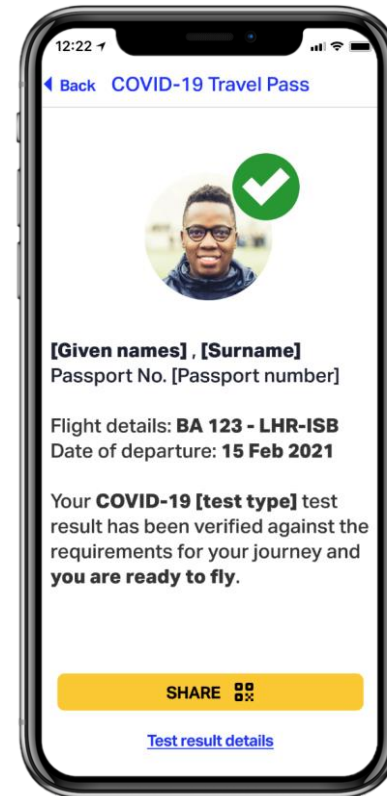 12:22
Back COVID-19 Travel Pass
[Given names] , [Surname]
Passport No. [Passport number]
Flight details: BA 123 - LHR-ISB
Date of departure: 15 Feb 2021
Your COVID-19 [test type] test
result has been verified against the
requirements for your journey and
you are ready to fly.
SHARE
Test result details